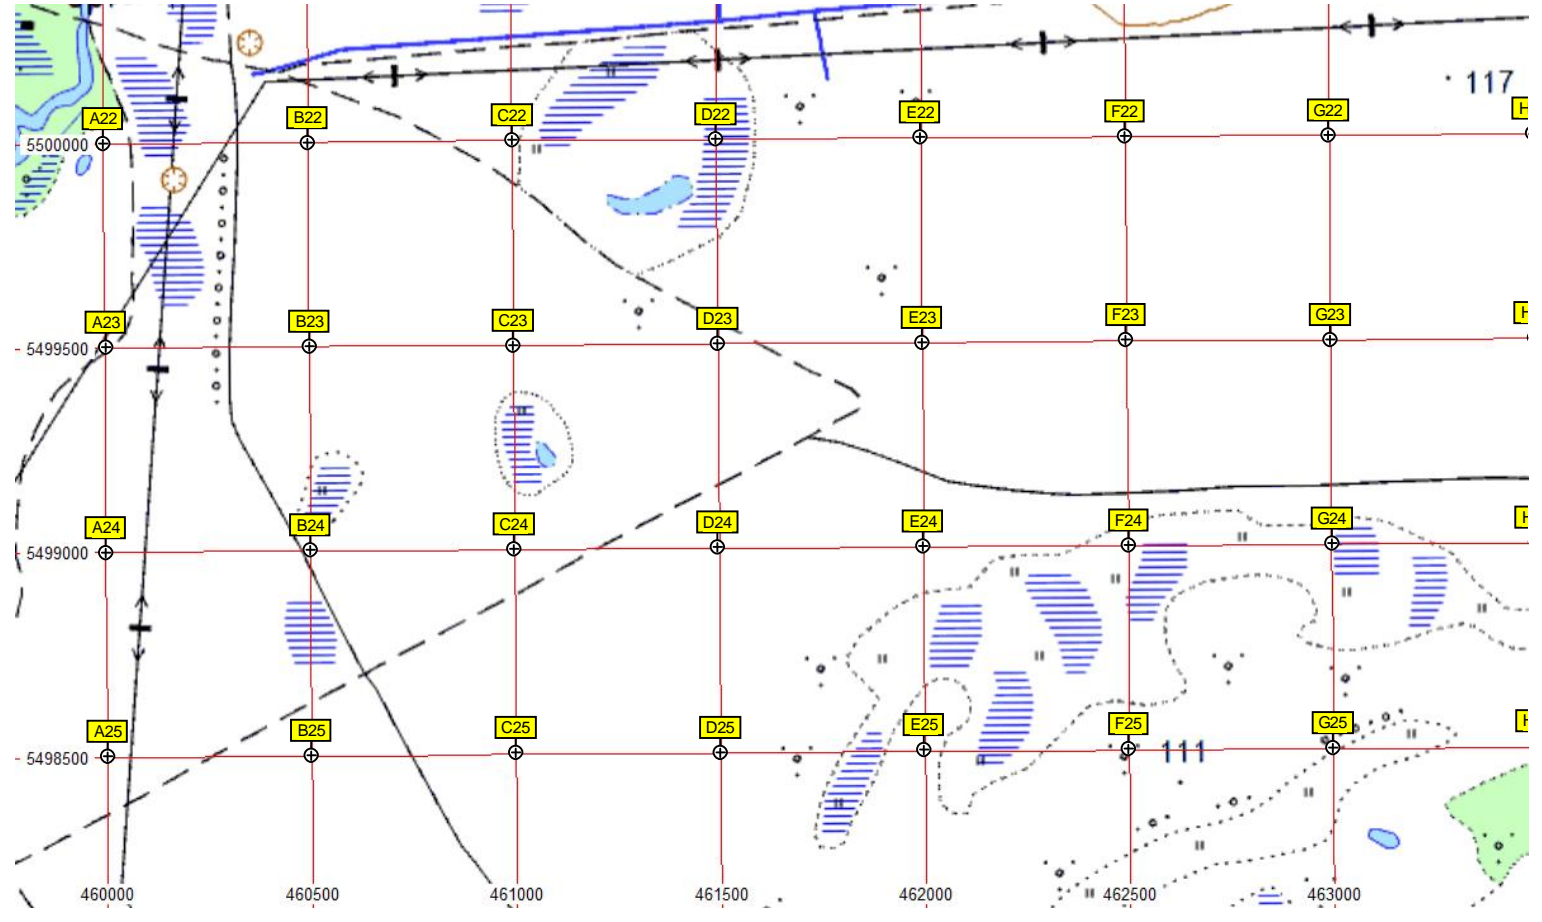 117
A22 B22 C22 D22 E22 F22 G22 H
5500000
A23 B23 C23 D23 E23 F23 G23 H
5499500
A24 B24 C24 D24 E24 F24 G24 H
5499000
A25 B25 C25 D25 E25 F25 G25 H
5498500
111
460000 460500 461000 461500 462000 462500 463000